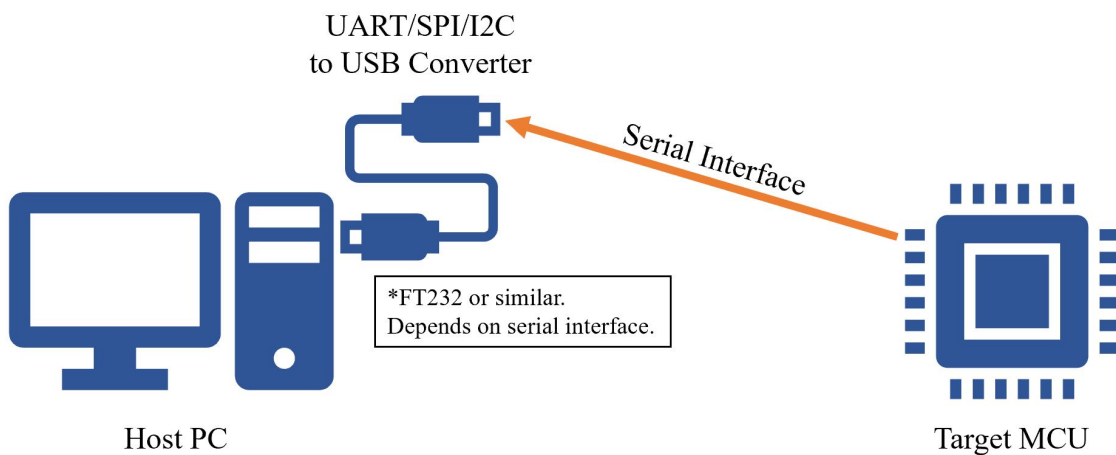 UART/SPI/I2C
to USB Converter
Serial Interface
*FT232 or similar.
Depends on serial interface.
Host PC
Target MCU